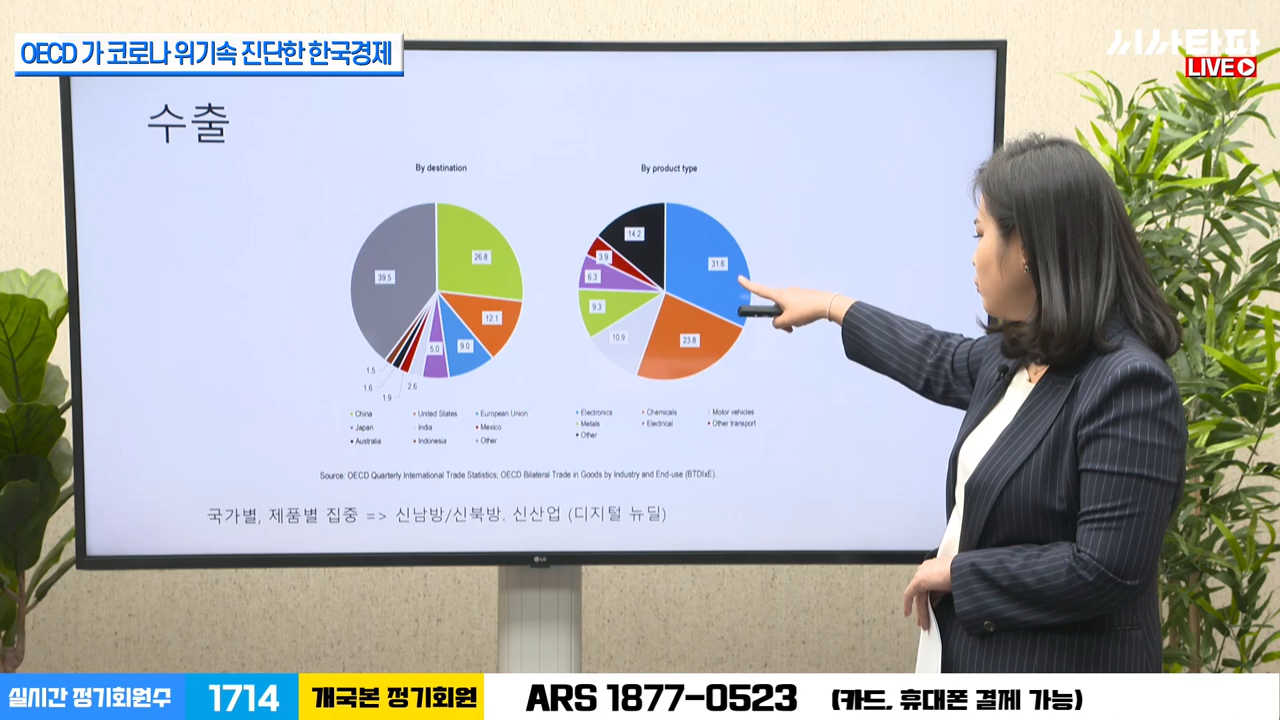 OECD 가 코로나 위기속 진단한 한국경제
시사타파
LIVE
수출
By destination
By product type
26.8
12.1
9.0
5.0
2.6
1.9
1.6
1.5
39.5
31.6
23.8
10.9
9.3
6.3
3.9
14.2
China United States European Union
Japan India Mexico
Australia Indonesia Other
Electronics Chemicals Motor vehicles
Metals Electrical Other transport
Other
Source: OECD Quarterly International Trade Statistics; OECD Bilateral Trade in Goods by Industry and End-use (BTDIxE).
국가별, 제품별 집중 => 신남방/신북방. 신산업 (디지털 뉴딜)
LG
실시간 정기회원수 1714 개국본 정기회원 ARS 1877-0523 (카드, 휴대폰 결제 가능)